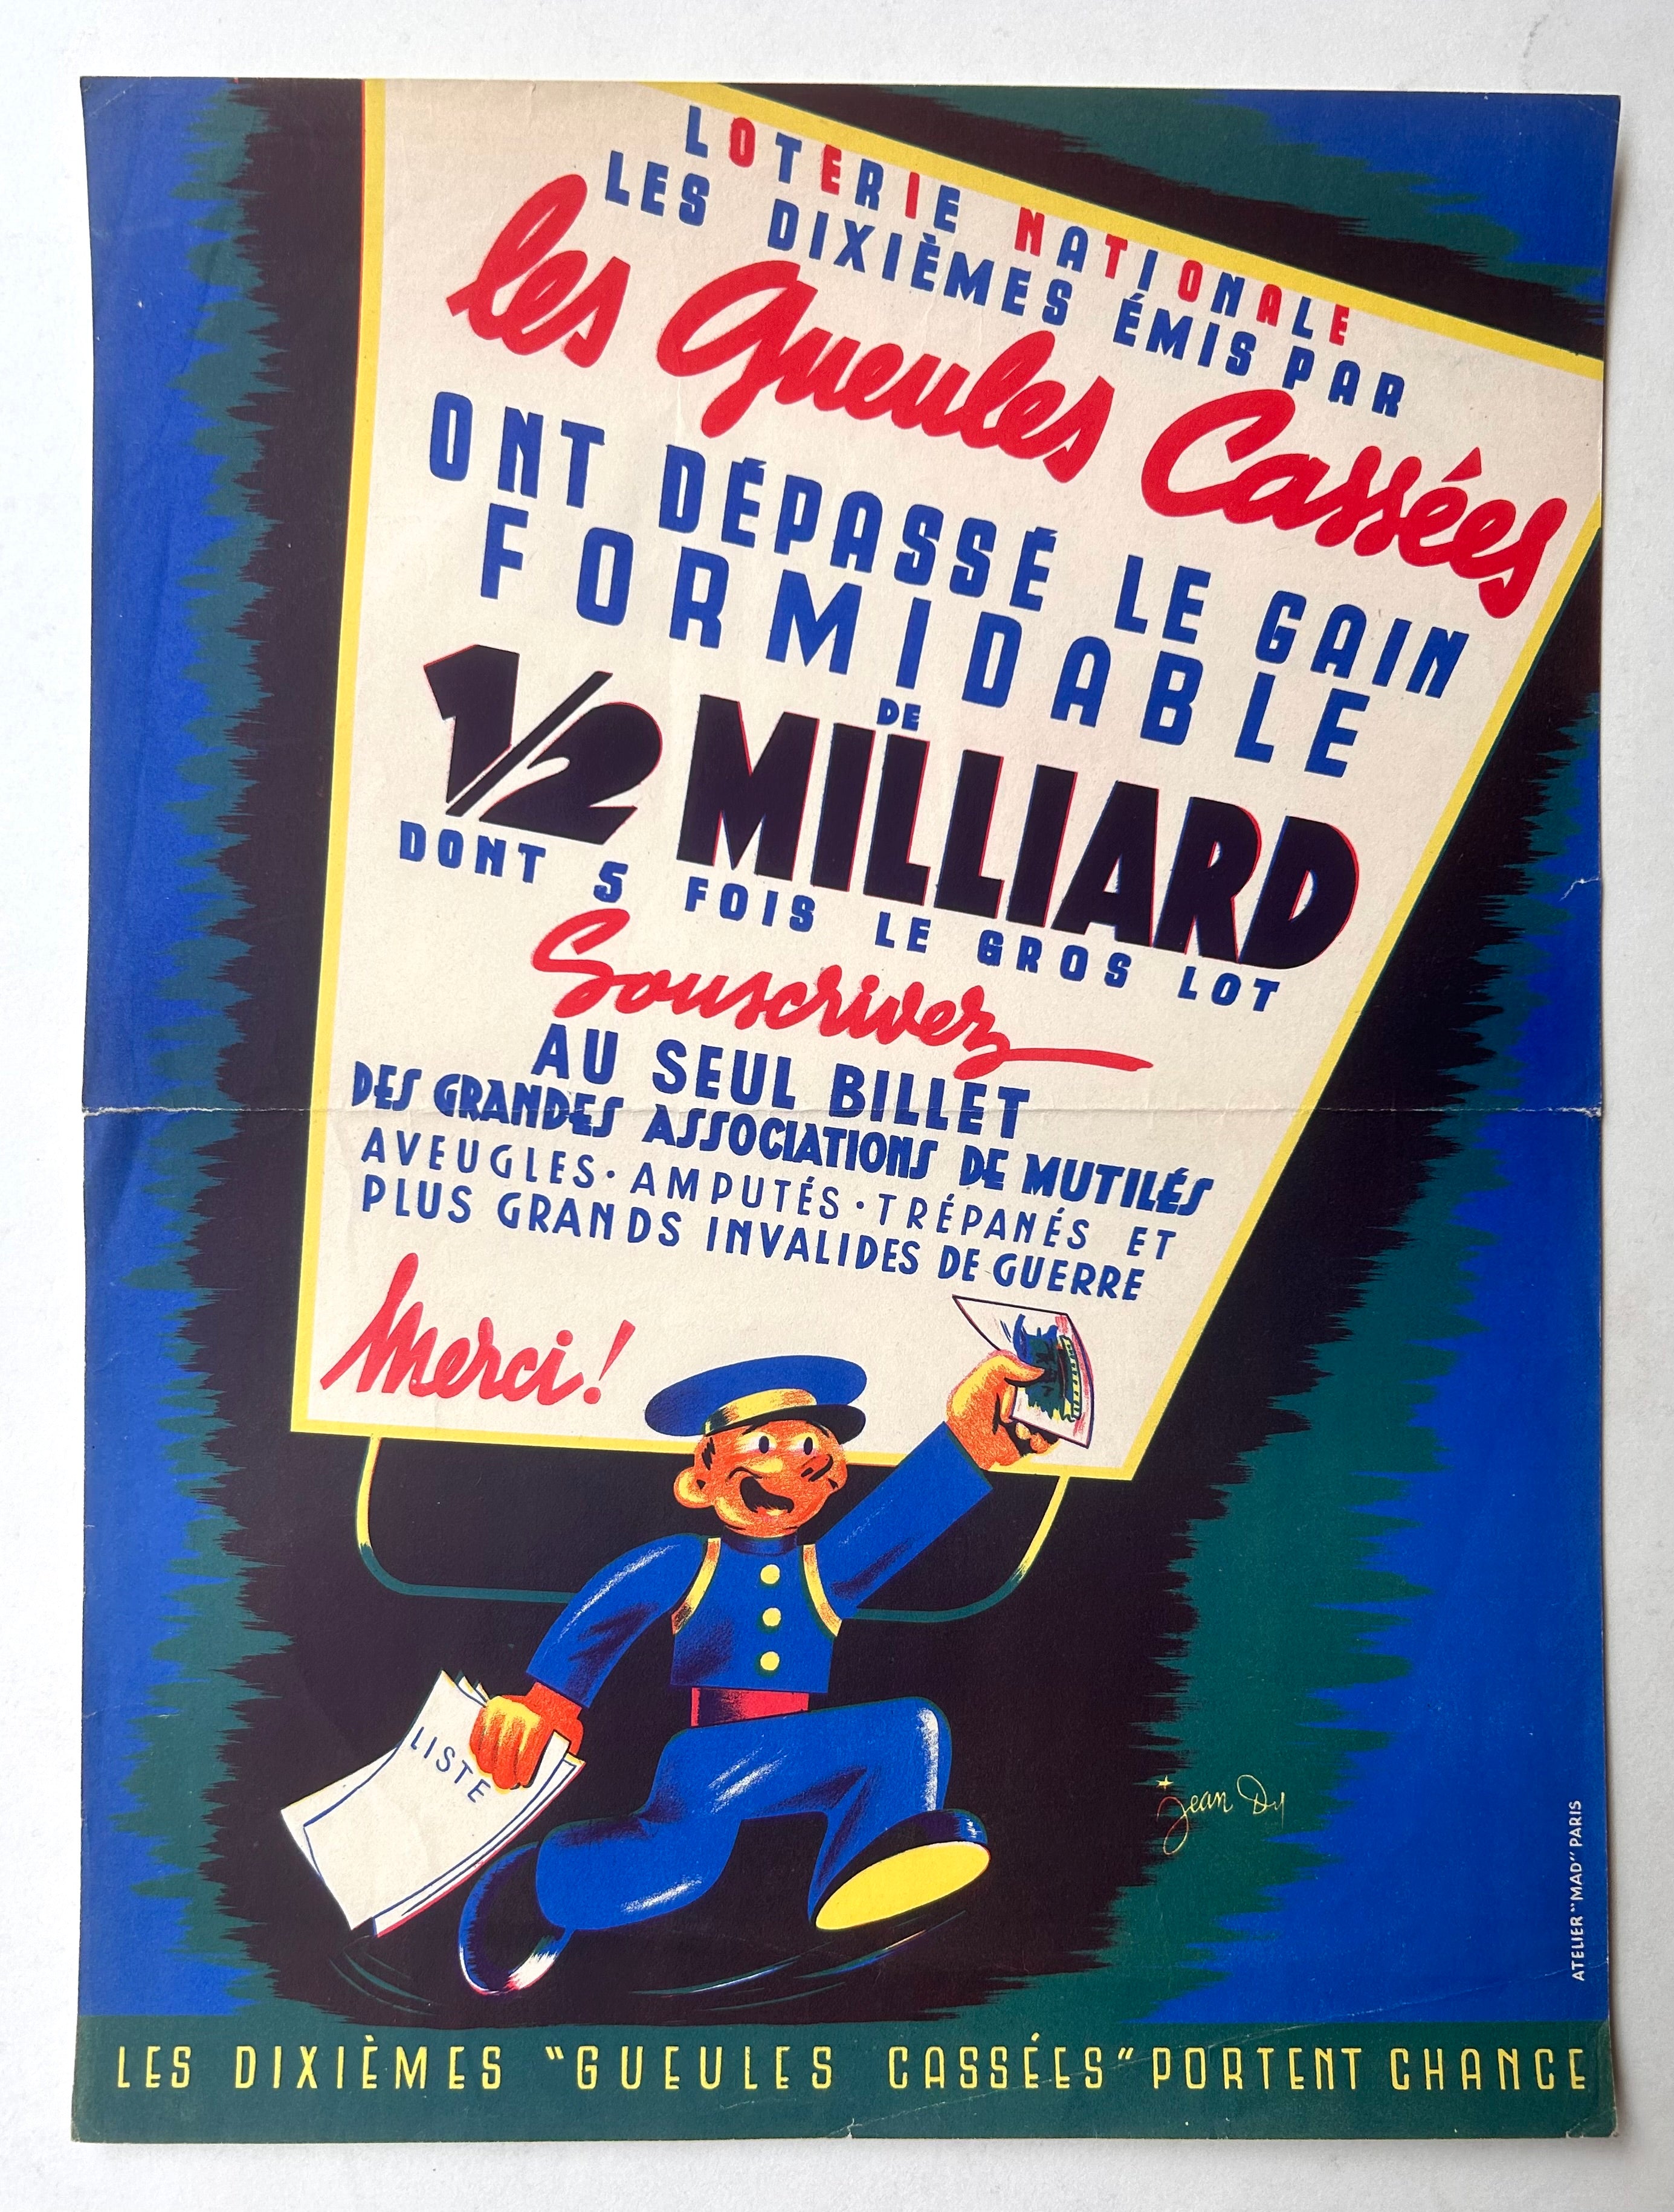 LOTERIE NATIONALE
LES DIXIÈMES ÉMIS PAR
les Gueules Cassées
ONT DÉPASSÉ LE GAIN
FORMIDABLE
DE
1/2 MILLIARD
DONT 5 FOIS LE GROS LOT
Souscrivez
AU SEUL BILLET
DES GRANDES ASSOCIATIONS DE MUTILÉS
AVEUGLES · AMPUTÉS · TRÉPANÉS ET
PLUS GRANDS INVALIDES DE GUERRE
Merci!
LISTE
jean Dy
ATELIER "MAD" PARIS
LES DIXIÈMES "GUEULES CASSÉES" PORTENT CHANCE